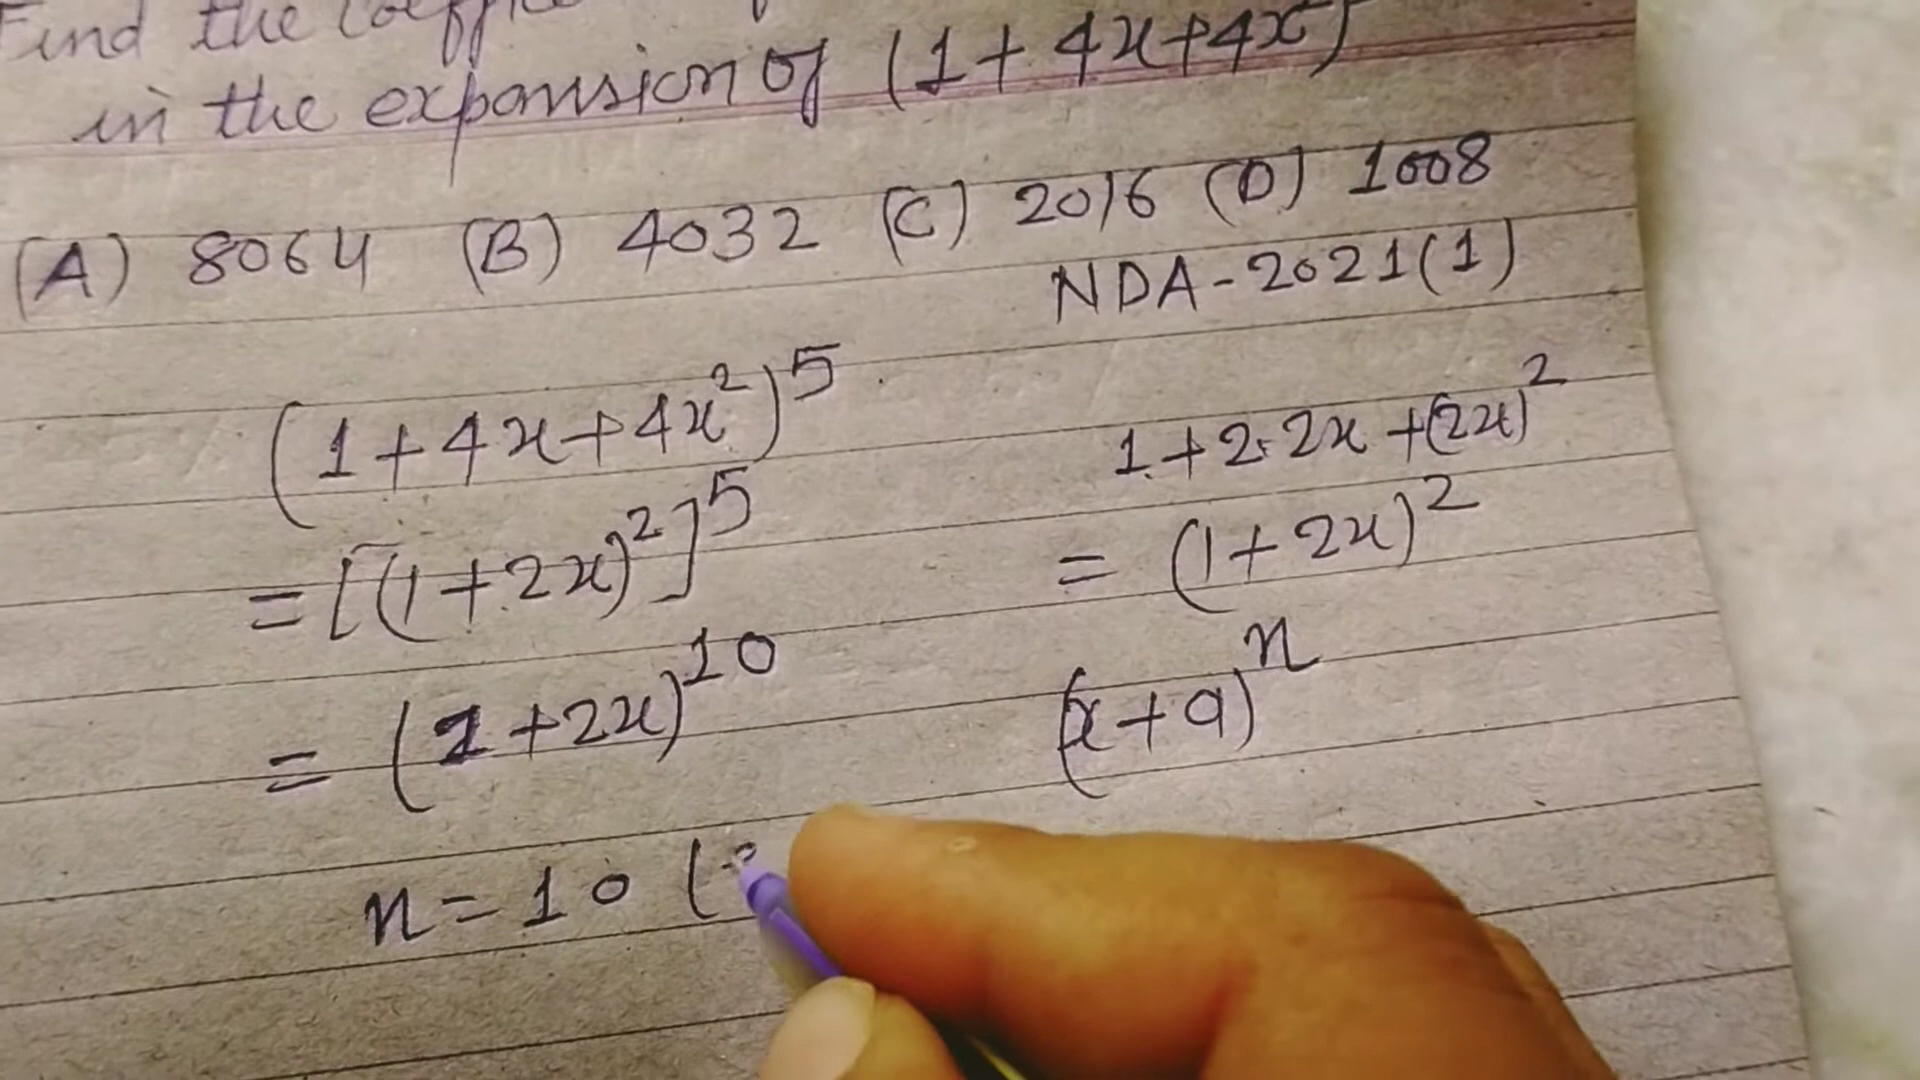 Find the
in the expansion of (1+4x+4x²)
(A) 8064 (B) 4032 (C) 2016 (D) 1008
NDA-2021(1)
(1+4x+4x²)⁵
=[(1+2x)²]⁵
=(1+2x)¹⁰
n=10 (
1+2.2x+(2x)²
=(1+2x)²
(x+a)ⁿ